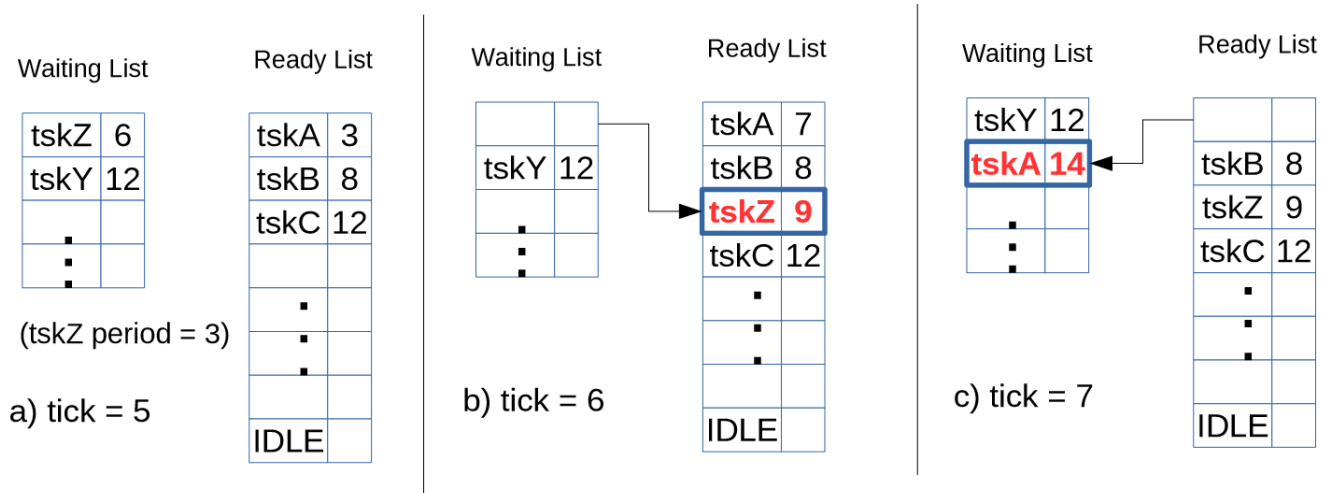 Waiting List
Ready List
tskZ 6
tskY 12
tskA 3
tskB 8
tskC 12
IDLE
(tskZ period = 3)
a) tick = 5
Waiting List
Ready List
tskY 12
tskA 7
tskB 8
tskZ 9
tskC 12
IDLE
b) tick = 6
Waiting List
Ready List
tskY 12
tskA 14
tskB 8
tskZ 9
tskC 12
IDLE
c) tick = 7